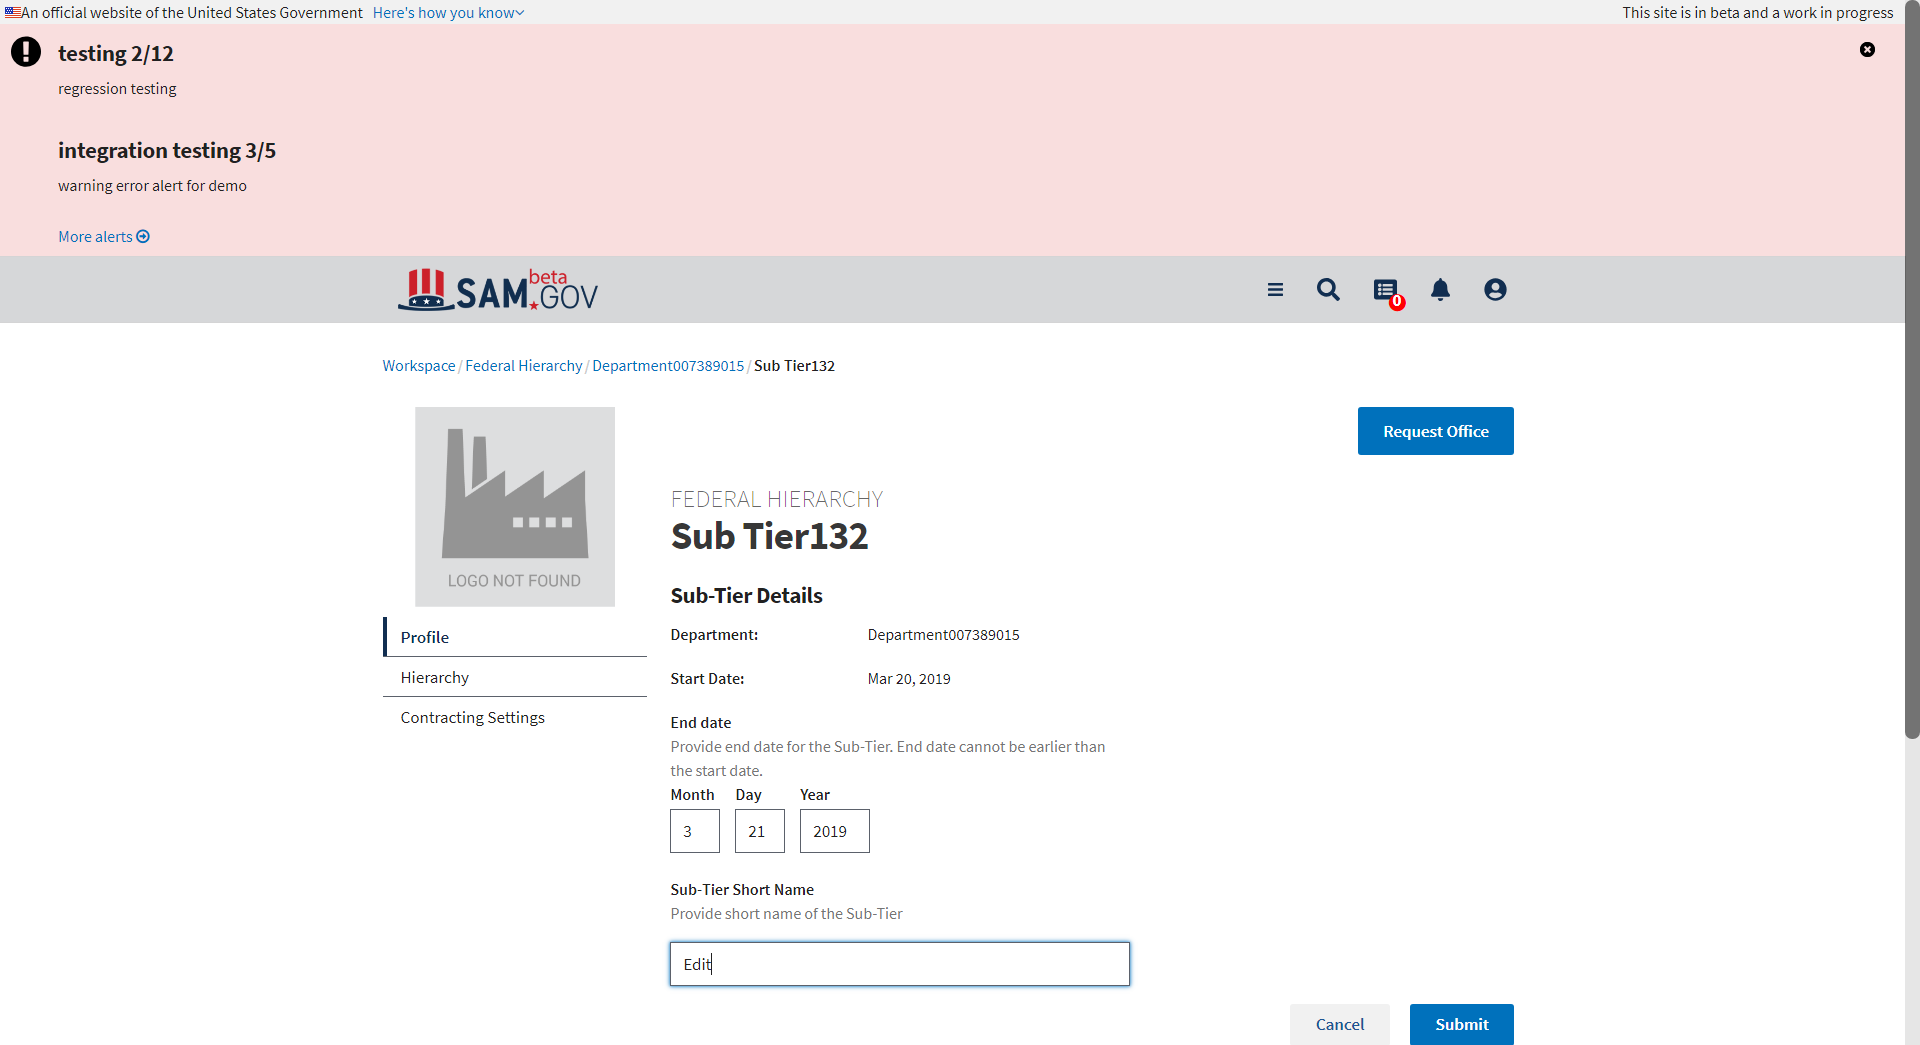 An official website of the United States Government Here's how you know
This site is in beta and a work in progress
testing 2/12
regression testing
integration testing 3/5
warning error alert for demo
More alerts
SAM.GOV beta
0
Workspace / Federal Hierarchy / Department007389015 / Sub Tier132
LOGO NOT FOUND
Request Office
FEDERAL HIERARCHY
Sub Tier132
Profile
Hierarchy
Contracting Settings
Sub-Tier Details
Department: Department007389015
Start Date: Mar 20, 2019
End date
Provide end date for the Sub-Tier. End date cannot be earlier than
the start date.
Month Day Year
3 21 2019
Sub-Tier Short Name
Provide short name of the Sub-Tier
Edit
Cancel Submit